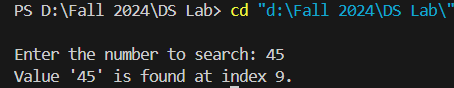 PS D:\Fall 2024\DS Lab> cd "d:\Fall 2024\DS Lab\"
Enter the number to search: 45
Value '45' is found at index 9.